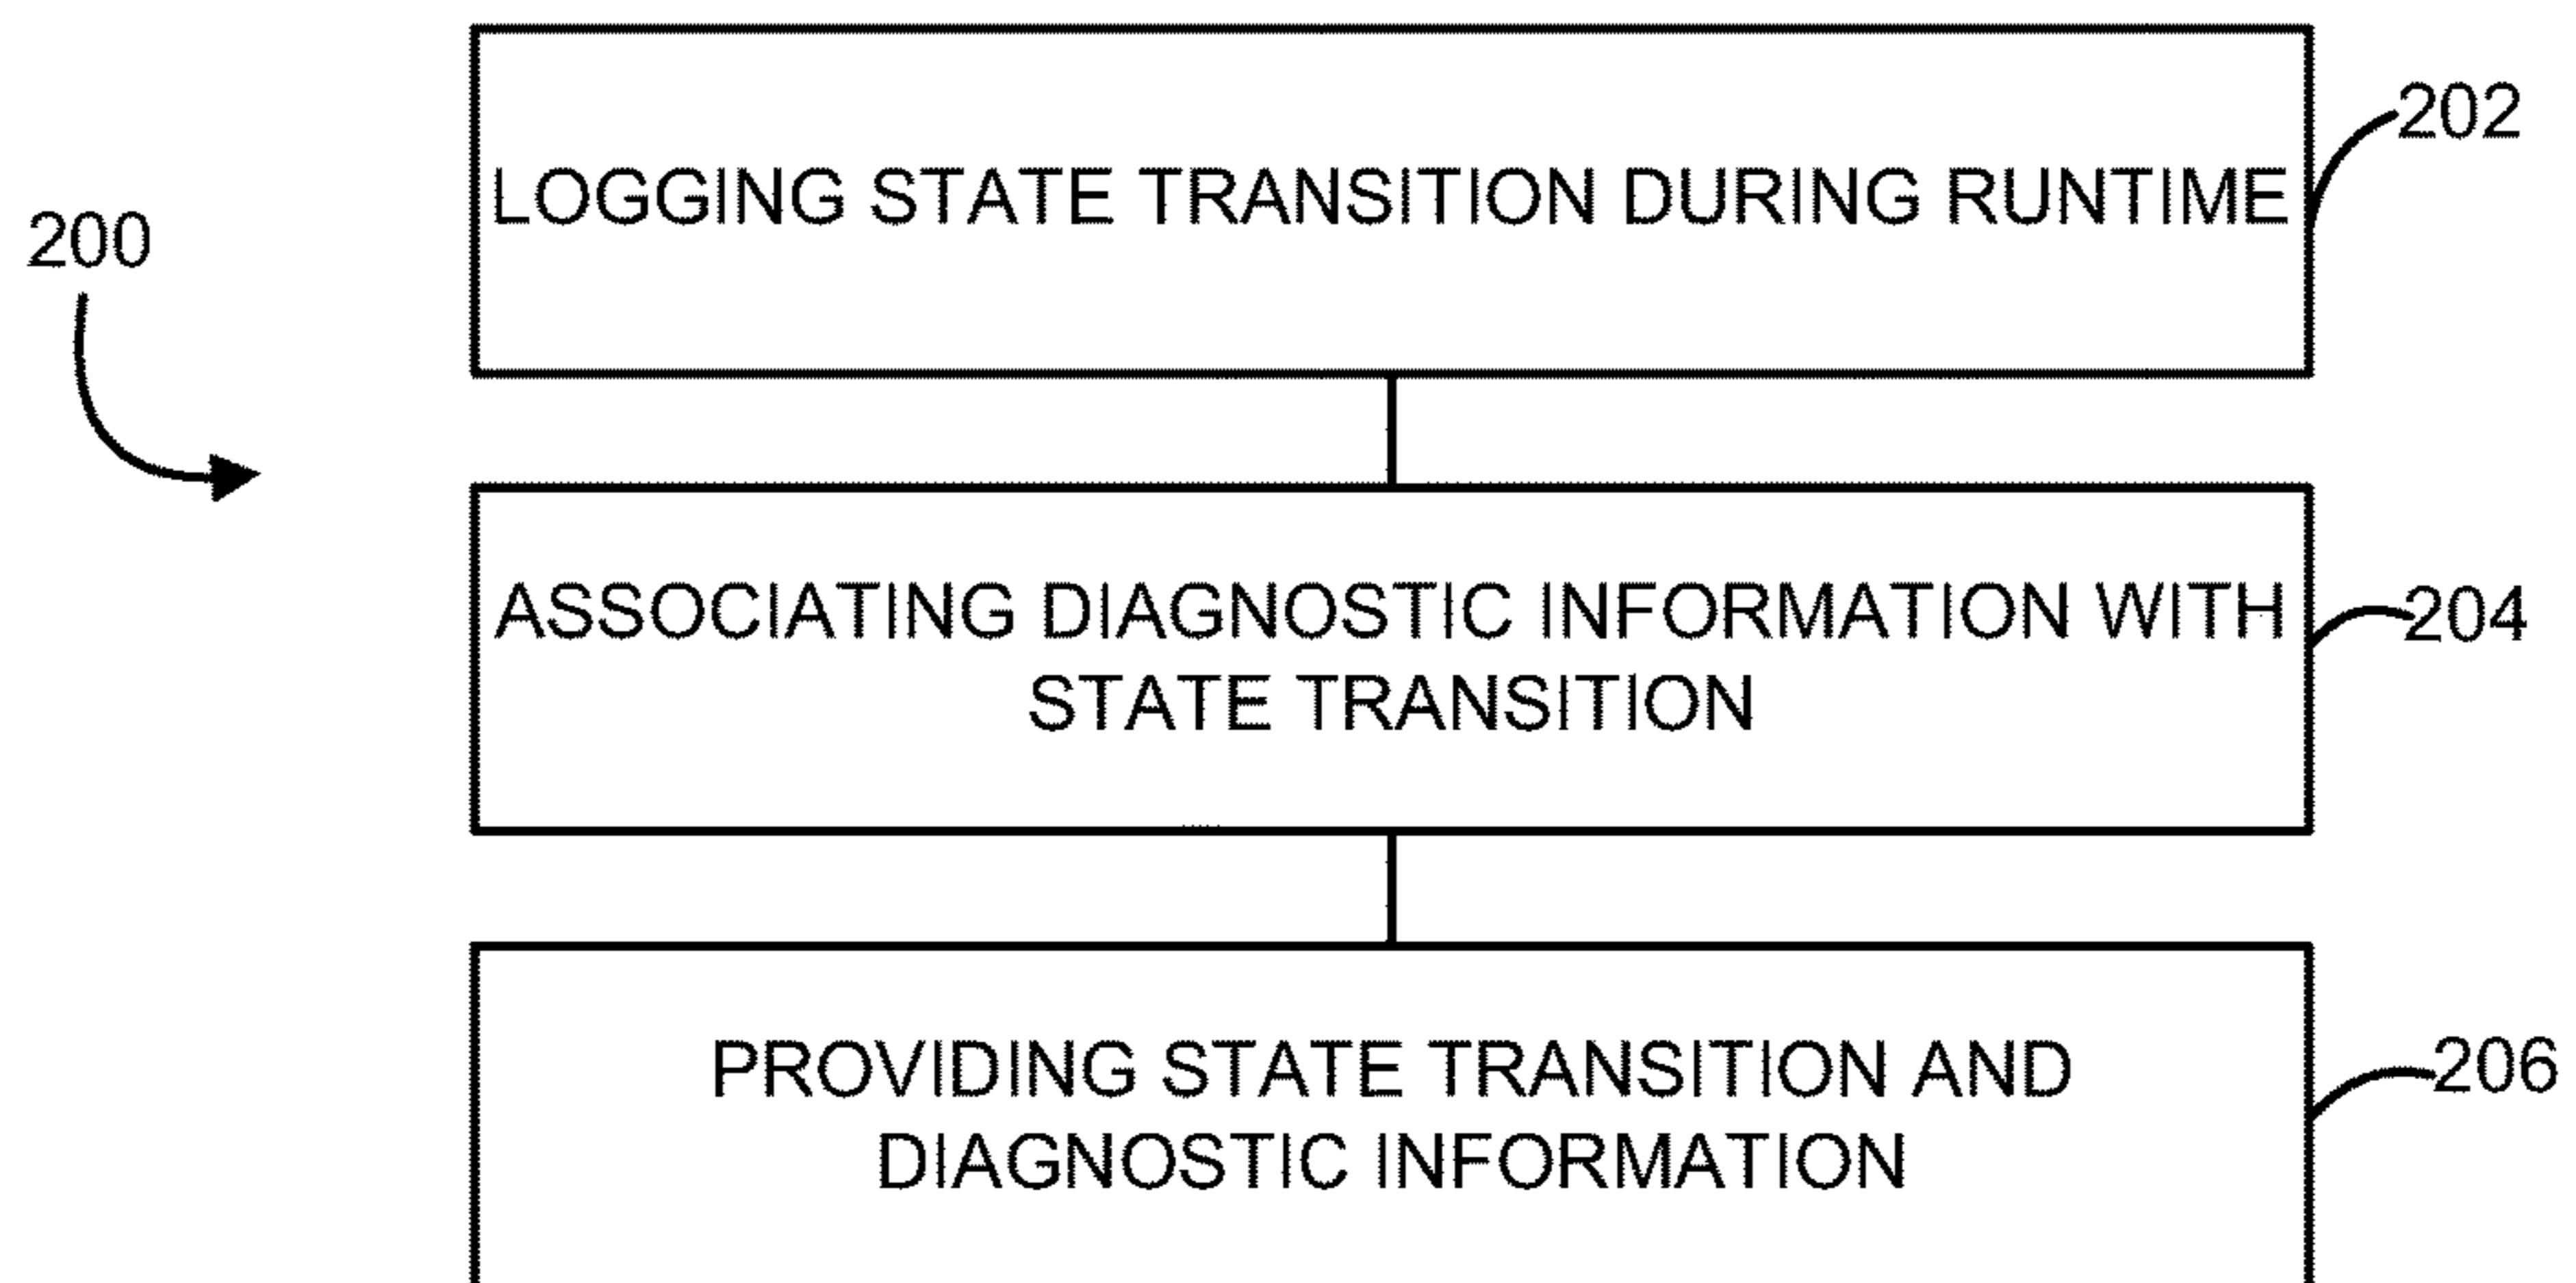 LOGGING STATE TRANSITION DURING RUNTIME
202
200
ASSOCIATING DIAGNOSTIC INFORMATION WITH
STATE TRANSITION
204
PROVIDING STATE TRANSITION AND
DIAGNOSTIC INFORMATION
206